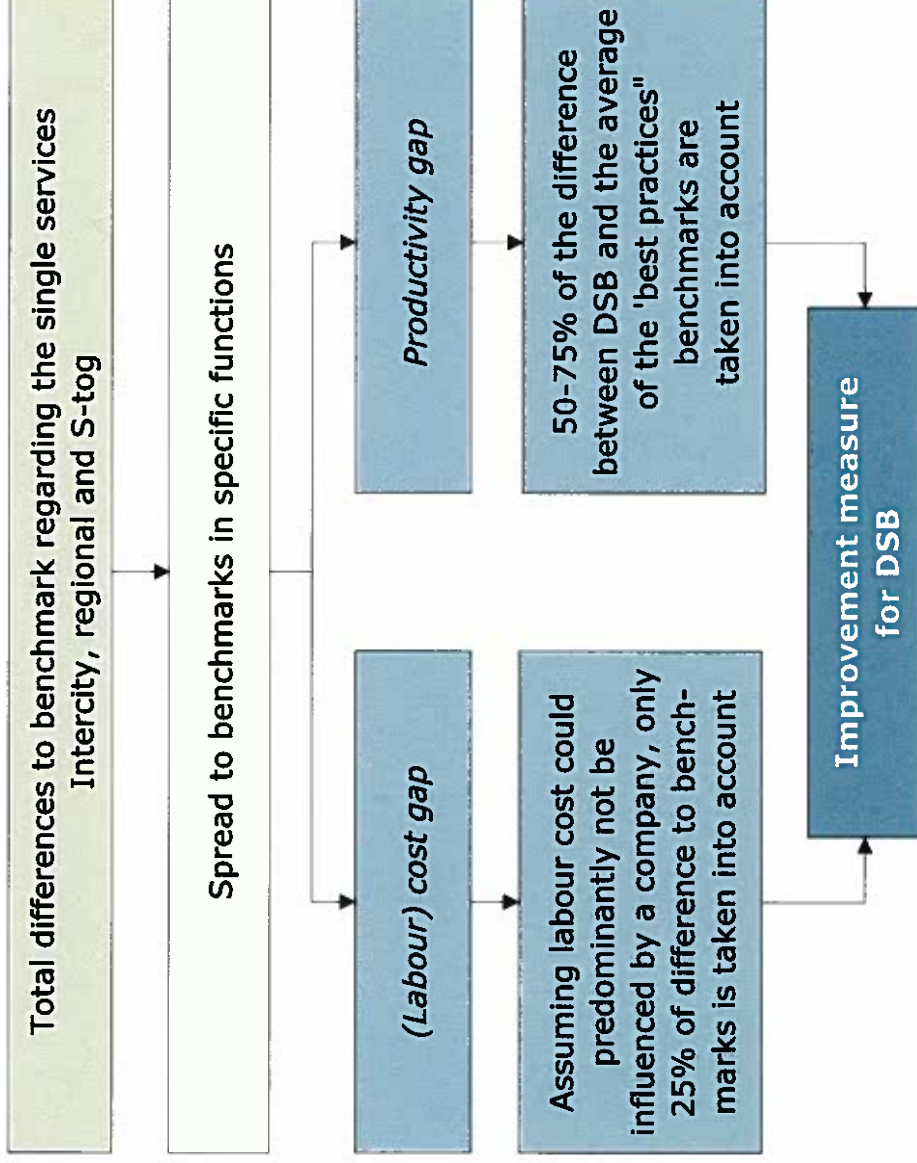 Total differences to benchmark regarding the single services
Intercity, regional and S-tog
Spread to benchmarks in specific functions
(Labour) cost gap
Productivity gap
Assuming labour cost could
predominantly not be
influenced by a company, only
25% of difference to bench-
marks is taken into account
50-75% of the difference
between DSB and the average
of the 'best practices"
benchmarks are
taken into account
Improvement measure
for DSB